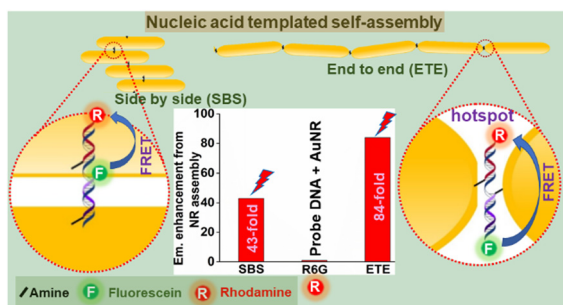 Nucleic acid templated self-assembly
Side by side (SBS)
End to end (ETE)
R
F
FRET
Em. enhancement from
NR assembly
100
80
60
40
20
0
43-fold
Probe DNA + AuNR
84-fold
SBS R6G ETE
hotspot
R
FRET
F
Amine F Fluorescein R Rhodamine R